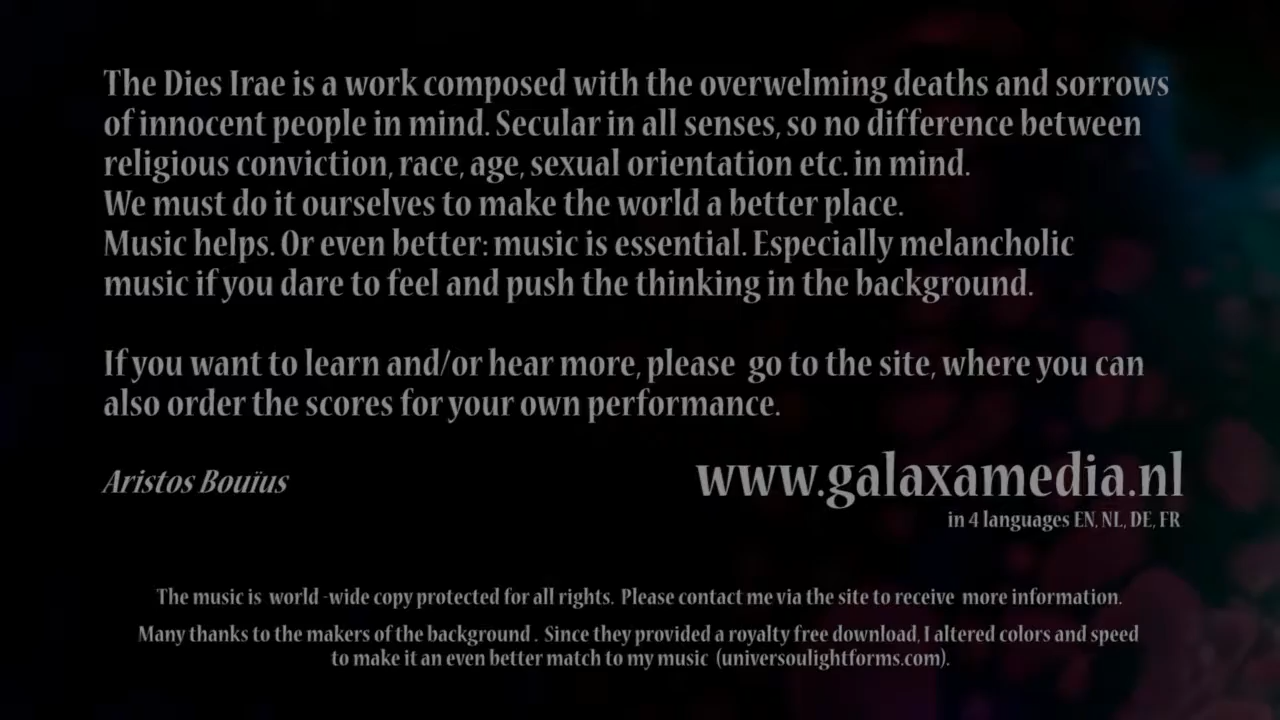 The Dies Irae is a work composed with the overwelming deaths and sorrows
of innocent people in mind. Secular in all senses, so no difference between
religious conviction, race, age, sexual orientation etc. in mind.
We must do it ourselves to make the world a better place.
Music helps. Or even better: music is essential. Especially melancholic
music if you dare to feel and push the thinking in the background.
If you want to learn and/or hear more, please go to the site, where you can
also order the scores for your own performance.
Aristos Bouïus
www.galaxamedia.nl
in 4 languages EN, NL, DE, FR
The music is world -wide copy protected for all rights. Please contact me via the site to receive more information.
Many thanks to the makers of the background . Since they provided a royalty free download, I altered colors and speed
to make it an even better match to my music (universoulightforms.com).